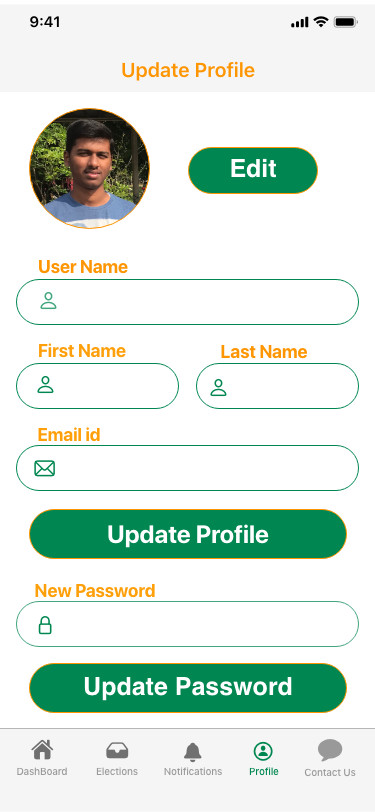 9:41
Update Profile
Edit
User Name
First Name Last Name
Email id
Update Profile
New Password
Update Password
DashBoard Elections Notifications Profile Contact Us